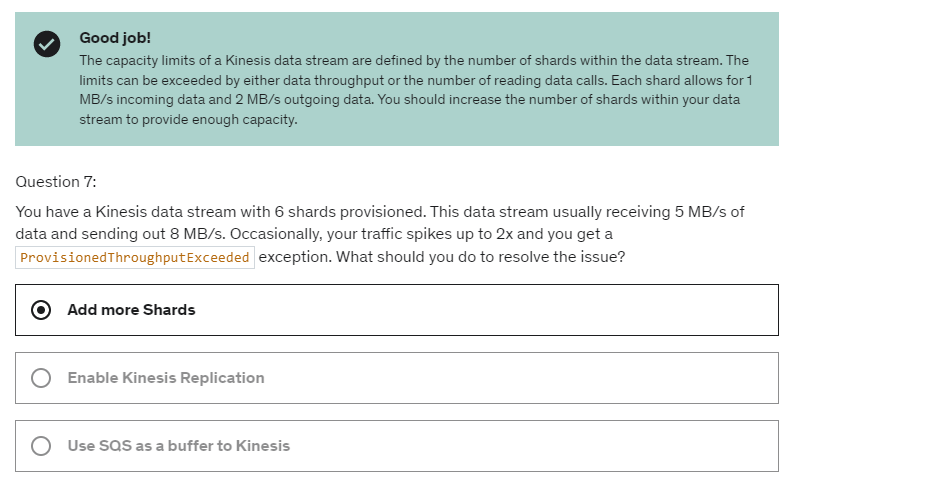 Good job!
The capacity limits of a Kinesis data stream are defined by the number of shards within the data stream. The
limits can be exceeded by either data throughput or the number of reading data calls. Each shard allows for 1
MB/s incoming data and 2 MB/s outgoing data. You should increase the number of shards within your data
stream to provide enough capacity.
Question 7:
You have a Kinesis data stream with 6 shards provisioned. This data stream usually receiving 5 MB/s of
data and sending out 8 MB/s. Occasionally, your traffic spikes up to 2x and you get a
ProvisionedThroughputExceeded exception. What should you do to resolve the issue?
Add more Shards
Enable Kinesis Replication
Use SQS as a buffer to Kinesis